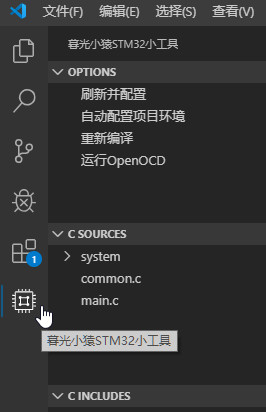 文件(F) 编辑(E) 选择(S) 查看(V)
暮光小猿STM32小工具
OPTIONS
刷新并配置
自动配置项目环境
重新编译
运行OpenOCD
C SOURCES
system
common.c
main.c
1
暮光小猿STM32小工具
C INCLUDES